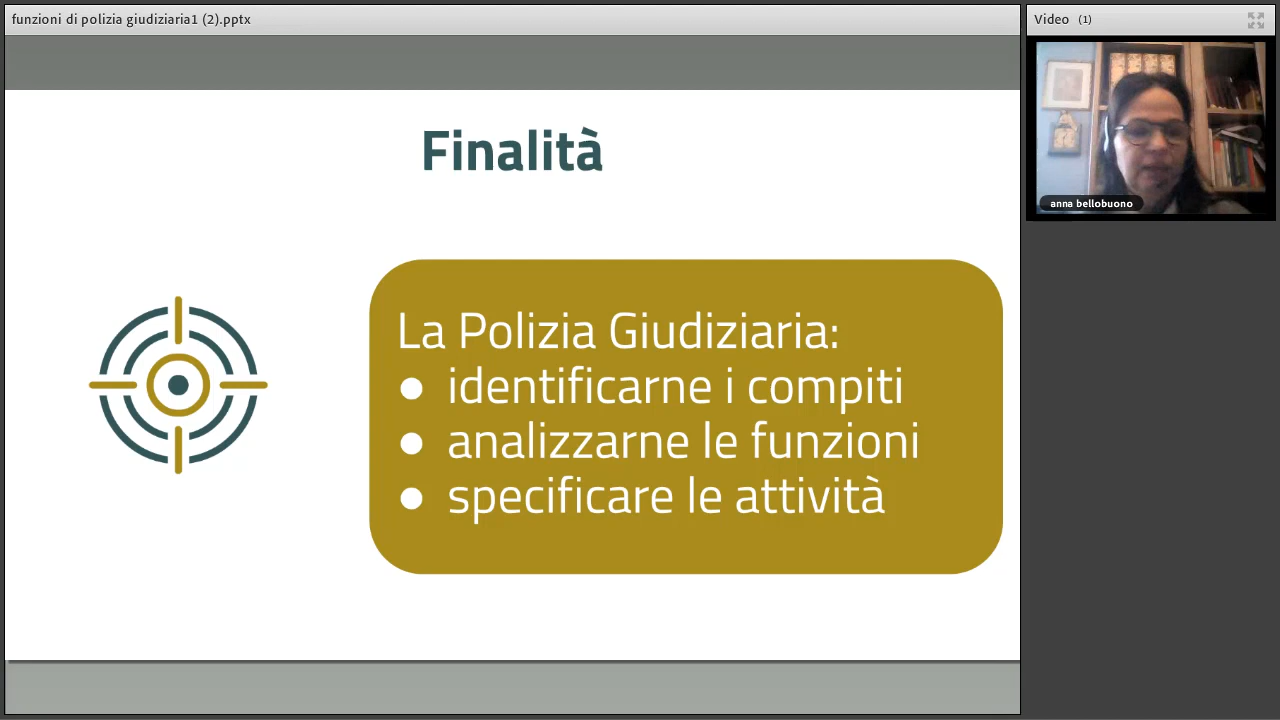 funzioni di polizia giudiziaria1 (2).pptx
Video (1)
anna bellobuono
Finalità
La Polizia Giudiziaria:
● identificarne i compiti
● analizzarne le funzioni
● specificare le attività